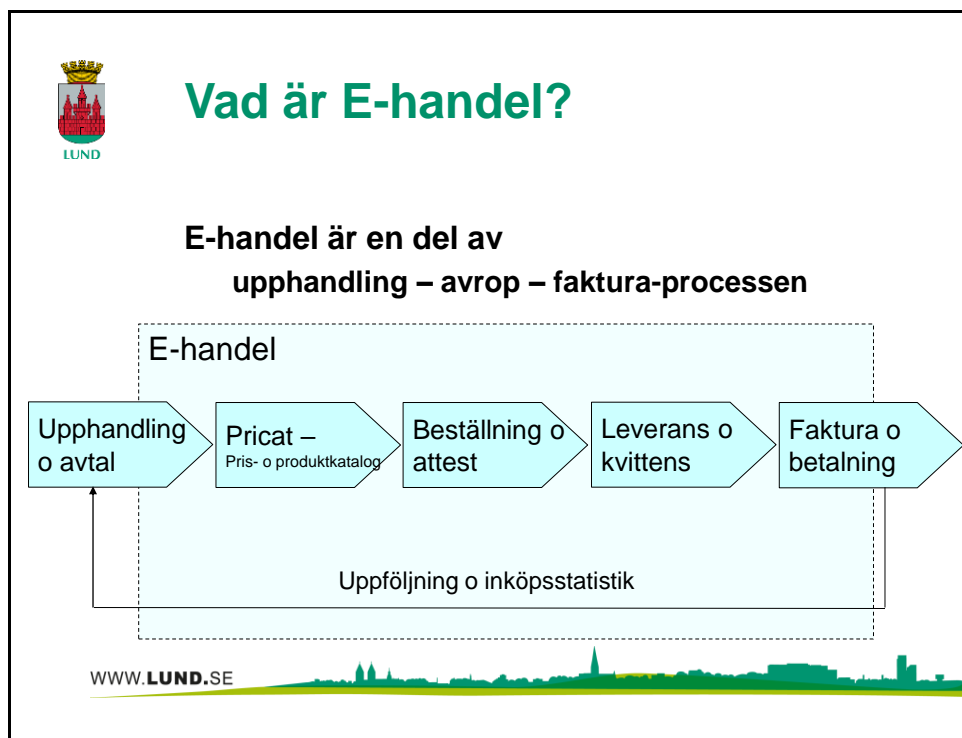 LUND
Vad är E-handel?
E-handel är en del av
upphandling – avrop – faktura-processen
E-handel
Upphandling
o avtal
Pricat –
Pris- o produktkatalog
Beställning o
attest
Leverans o
kvittens
Faktura o
betalning
Uppföljning o inköpsstatistik
WWW.LUND.SE